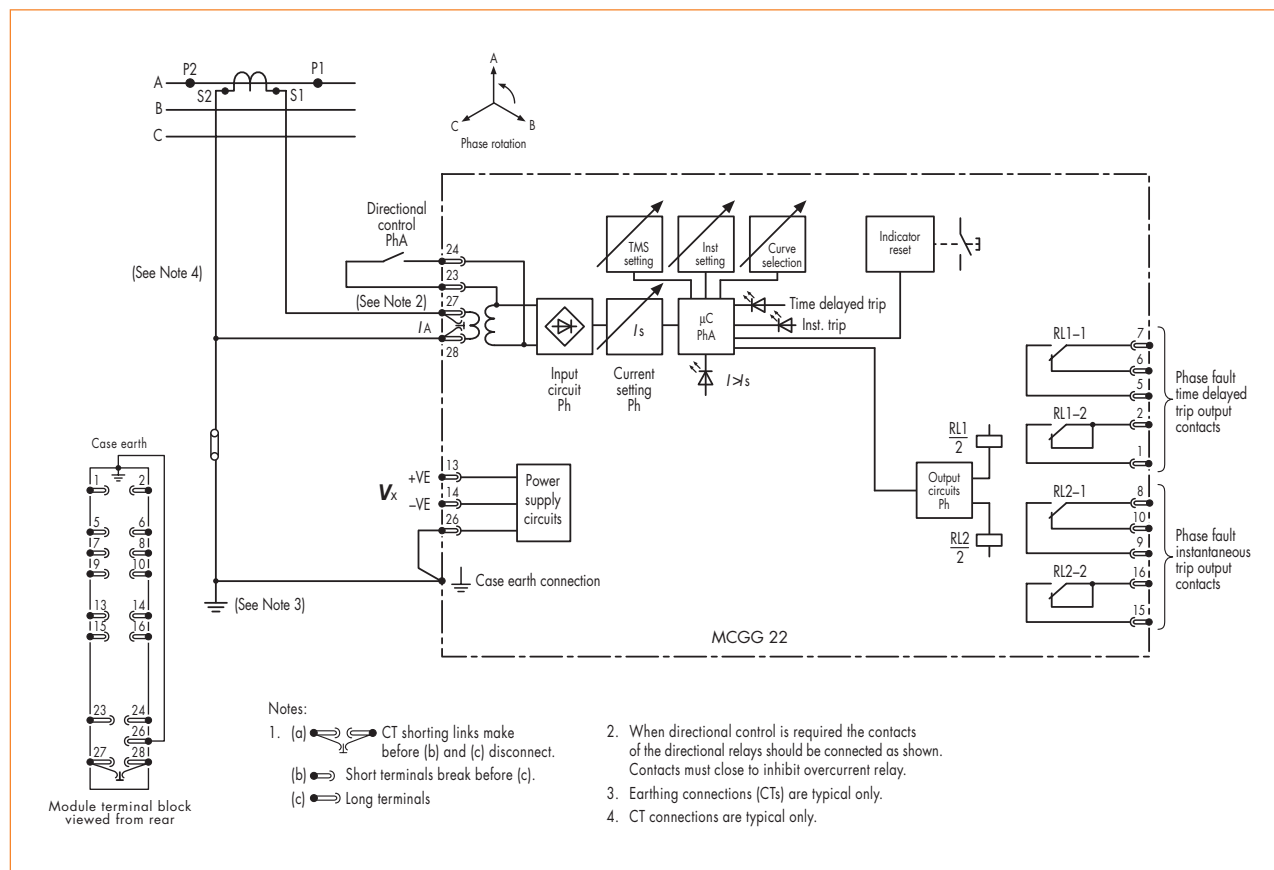 P2
P1
A
S2
S1
B
C
A
C
B
Phase rotation
Directional
control
PhA
24
23
(See Note 4)
(See Note 2)
27
IA
28
TMS
setting
Inst
setting
Curve
selection
Indicator
reset
Is
µC
PhA
Time delayed trip
Inst. trip
I>Is
Input
circuit
Ph
Current
setting
Ph
RL1-1
7
6
5
RL1-2
2
1
Phase fault
time delayed
trip output
contacts
RL1
2
Output
circuits
Ph
RL2
2
RL2-1
8
10
9
RL2-2
16
15
Phase fault
instantaneous
trip output
contacts
Vx
+VE
13
-VE
14
26
Power
supply
circuits
Case earth connection
(See Note 3)
MCGG 22
Case earth
1 2
5 6
7 8
9 10
13 14
15 16
23 24
26
27 28
Module terminal block
viewed from rear
Notes:
1. (a) CT shorting links make
before (b) and (c) disconnect.
(b) Short terminals break before (c).
(c) Long terminals
2. When directional control is required the contacts
of the directional relays should be connected as shown.
Contacts must close to inhibit overcurrent relay.
3. Earthing connections (CTs) are typical only.
4. CT connections are typical only.